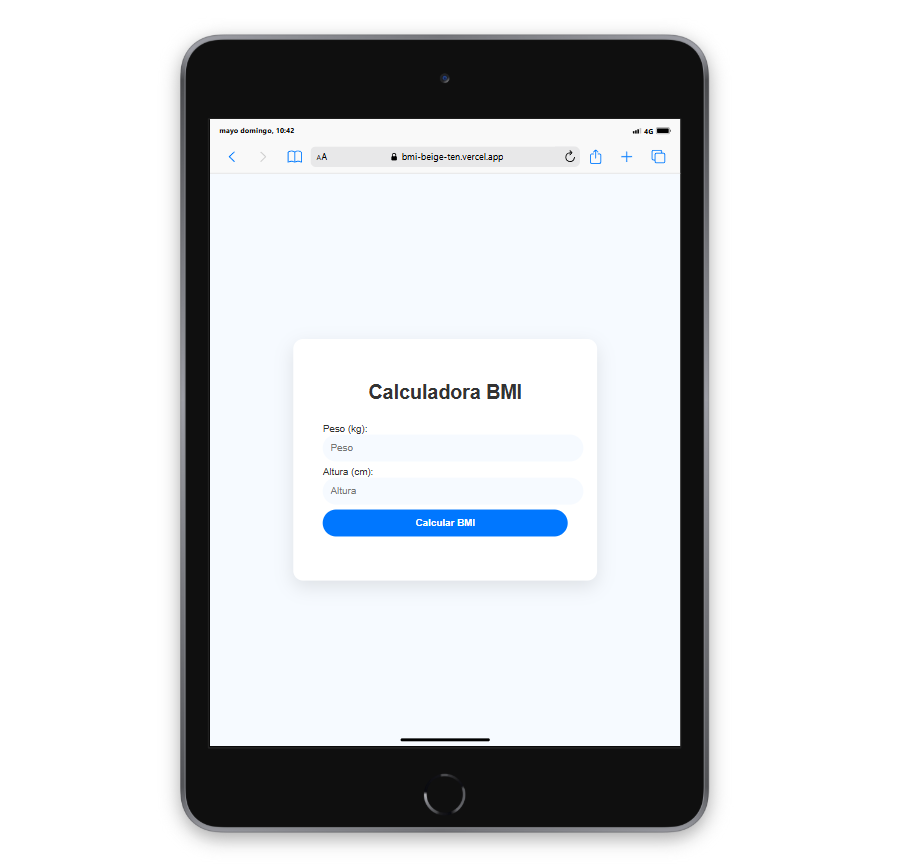 mayo domingo, 10:42
4G
AA
bmi-beige-ten.vercel.app
Calculadora BMI
Peso (kg):
Peso
Altura (cm):
Altura
Calcular BMI